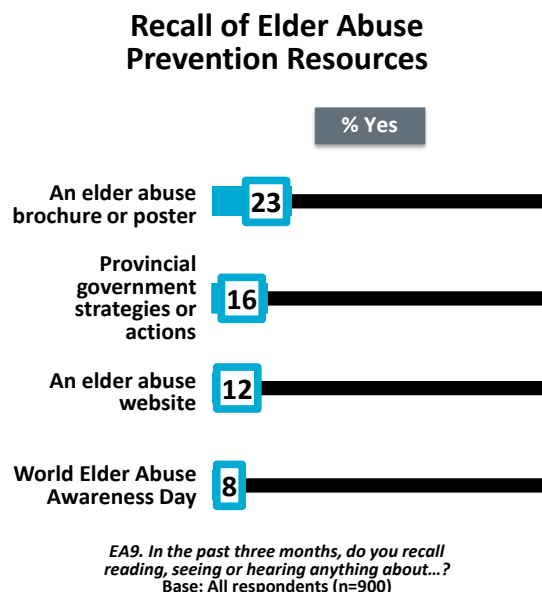 Recall of Elder Abuse
Prevention Resources
% Yes
An elder abuse
brochure or poster
23
Provincial
government
strategies or
actions
16
An elder abuse
website
12
World Elder Abuse
Awareness Day
8
EA9. In the past three months, do you recall
reading, seeing or hearing anything about...?
Base: All respondents (n=900)